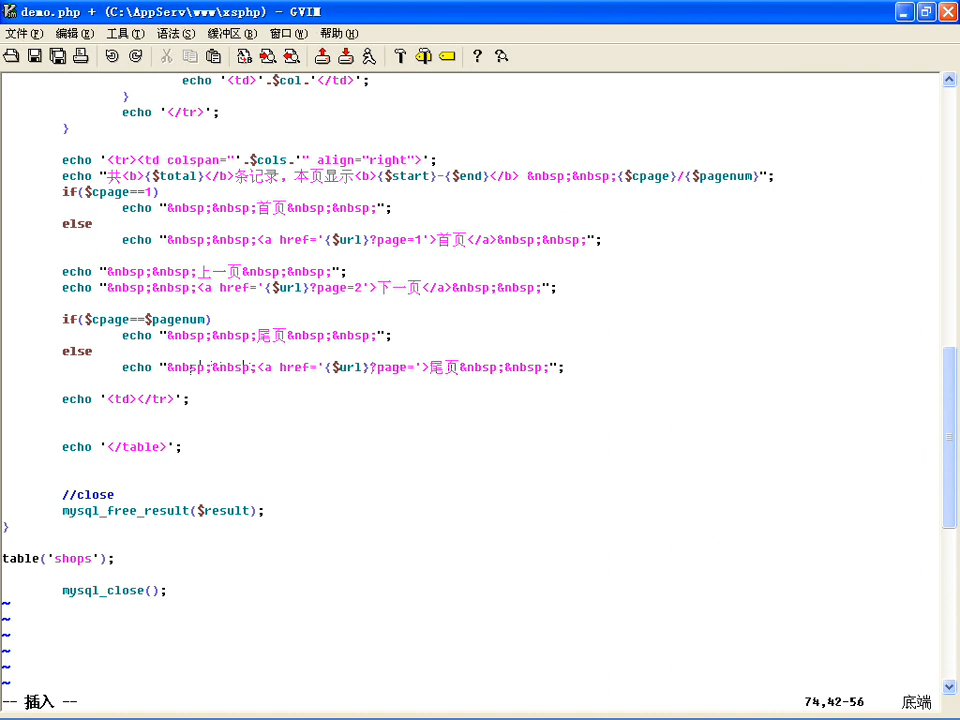 demo.php + (C:\AppServ\www\xsphp) - GVIM
文件(F) 编辑(E) 工具(T) 语法(S) 缓冲区(B) 窗口(W) 帮助(H)
echo '<td>'.$col.'</td>';
}
echo '</tr>';
}
echo '<tr><td colspan="'.$cols.'" align="right">';
echo "共<b>{$total}</b>条记录，本页显示<b>{$start}-{$end}</b> &nbsp;&nbsp;{$cpage}/{$pagenum}";
if($cpage==1)
echo "&nbsp;&nbsp;首页&nbsp;&nbsp;";
else
echo "&nbsp;&nbsp;<a href='{$url}?page=1'>首页</a>&nbsp;&nbsp;";
echo "&nbsp;&nbsp;上一页&nbsp;&nbsp;";
echo "&nbsp;&nbsp;<a href='{$url}?page=2'>下一页</a>&nbsp;&nbsp;";
if($cpage==$pagenum)
echo "&nbsp;&nbsp;尾页&nbsp;&nbsp;";
else
echo "&nbsp;&nbsp;<a href='{$url}?page='>尾页&nbsp;&nbsp;";
echo '<td></tr>';
echo '</table>';
//close
mysql_free_result($result);
}
table('shops');
mysql_close();
~
~
~
~
~
~
-- 插入 --
74,42-56
底端